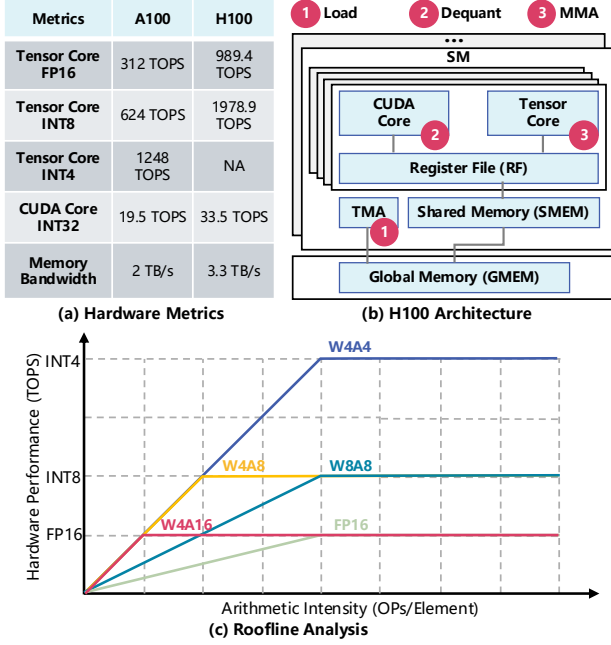 Metrics A100 H100
Tensor Core FP16 312 TOPS 989.4 TOPS
Tensor Core INT8 624 TOPS 1978.9 TOPS
Tensor Core INT4 1248 TOPS NA
CUDA Core INT32 19.5 TOPS 33.5 TOPS
Memory Bandwidth 2 TB/s 3.3 TB/s
(a) Hardware Metrics
1 Load 2 Dequant 3 MMA
•••
SM
CUDA Core 2
Tensor Core 3
Register File (RF)
TMA 1
Shared Memory (SMEM)
Global Memory (GMEM)
(b) H100 Architecture
Hardware Performance (TOPS)
INT4
INT8
FP16
W4A4
W4A8
W8A8
W4A16
FP16
Arithmetic Intensity (OPs/Element)
(c) Roofline Analysis